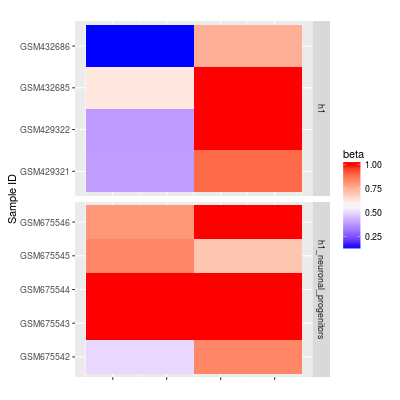 Sample ID
GSM432686
GSM432685
GSM429322
GSM429321
h1
GSM675546
GSM675545
GSM675544
GSM675543
GSM675542
h1_neuronal_progenitors
beta
1.00
0.75
0.50
0.25